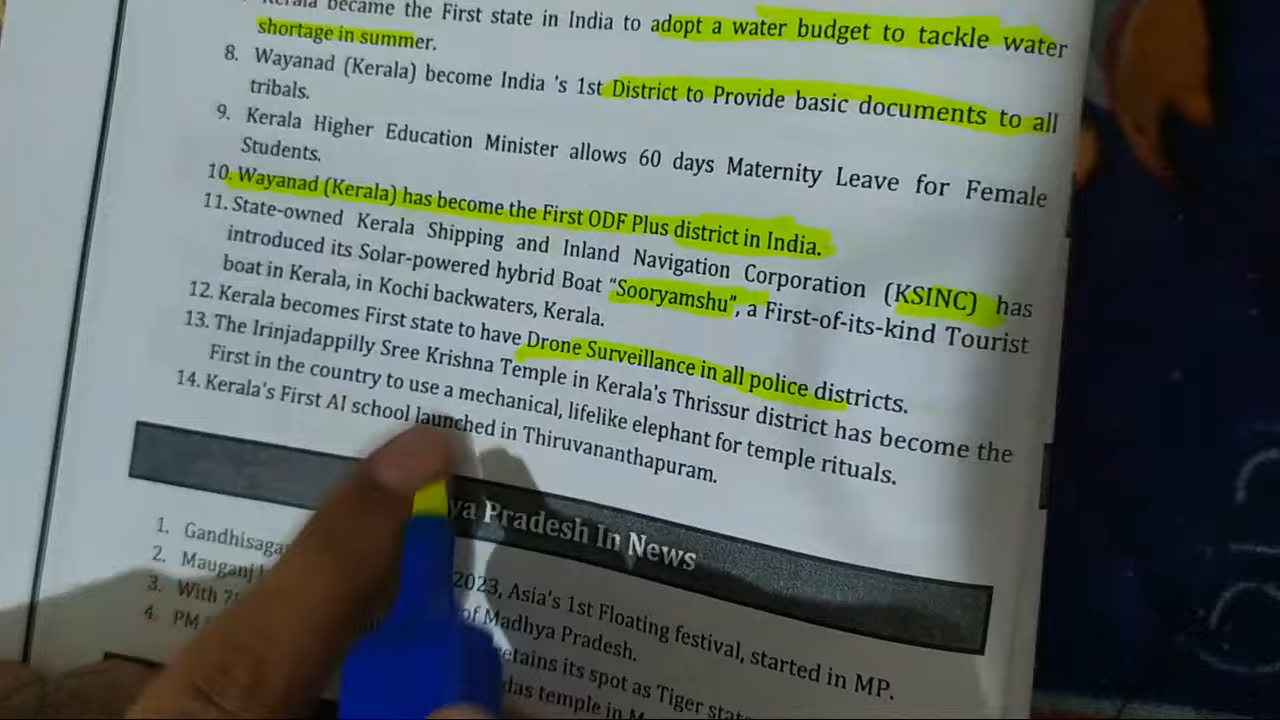 Kerala became the First state in India to adopt a water budget to tackle water
shortage in summer.
8. Wayanad (Kerala) become India 's 1st District to Provide basic documents to all
tribals.
9. Kerala Higher Education Minister allows 60 days Maternity Leave for Female
Students.
10. Wayanad (Kerala) has become the First ODF Plus district in India.
11. State-owned Kerala Shipping and Inland Navigation Corporation (KSINC) has
introduced its Solar-powered hybrid Boat “Sooryamshu”, a First-of-its-kind Tourist
boat in Kerala, in Kochi backwaters, Kerala.
12. Kerala becomes First state to have Drone Surveillance in all police districts.
13. The Irinjadappilly Sree Krishna Temple in Kerala's Thrissur district has become the
First in the country to use a mechanical, lifelike elephant for temple rituals.
14. Kerala's First AI school launched in Thiruvananthapuram.
Pradesh In News
1. 2023, Asia's 1st Floating festival, started in MP.
2. Mauganj of Madhya Pradesh.
3. With retains its spot as Tiger
4. PM temple in